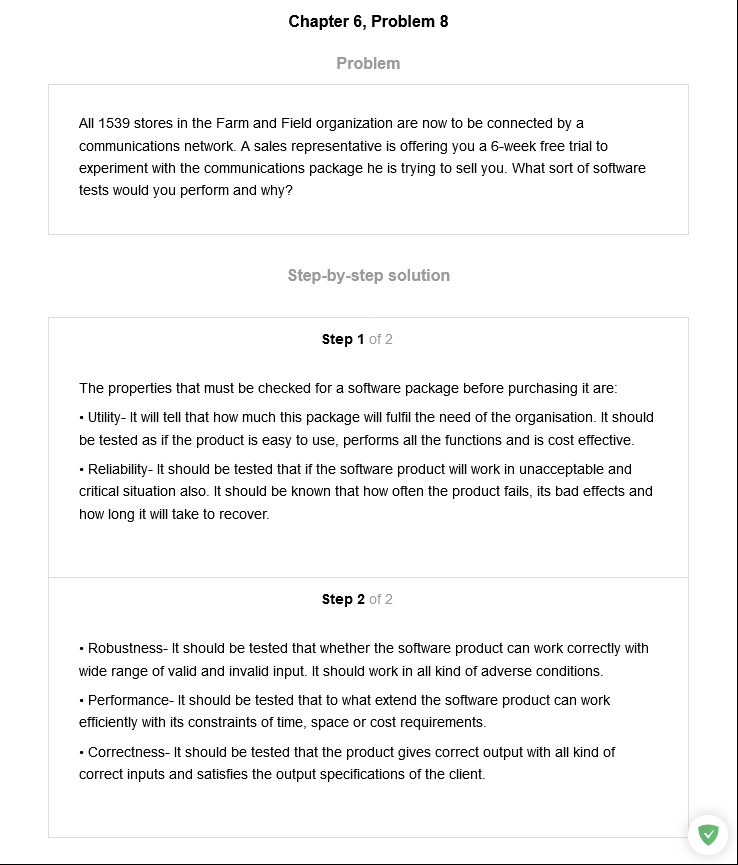 Chapter 6, Problem 8
Problem
All 1539 stores in the Farm and Field organization are now to be connected by a
communications network. A sales representative is offering you a 6-week free trial to
experiment with the communications package he is trying to sell you. What sort of software
tests would you perform and why?
Step-by-step solution
Step 1 of 2
The properties that must be checked for a software package before purchasing it are:
• Utility- It will tell that how much this package will fulfil the need of the organisation. It should
be tested as if the product is easy to use, performs all the functions and is cost effective.
• Reliability- It should be tested that if the software product will work in unacceptable and
critical situation also. It should be known that how often the product fails, its bad effects and
how long it will take to recover.
Step 2 of 2
• Robustness- It should be tested that whether the software product can work correctly with
wide range of valid and invalid input. It should work in all kind of adverse conditions.
• Performance- It should be tested that to what extend the software product can work
efficiently with its constraints of time, space or cost requirements.
• Correctness- It should be tested that the product gives correct output with all kind of
correct inputs and satisfies the output specifications of the client.